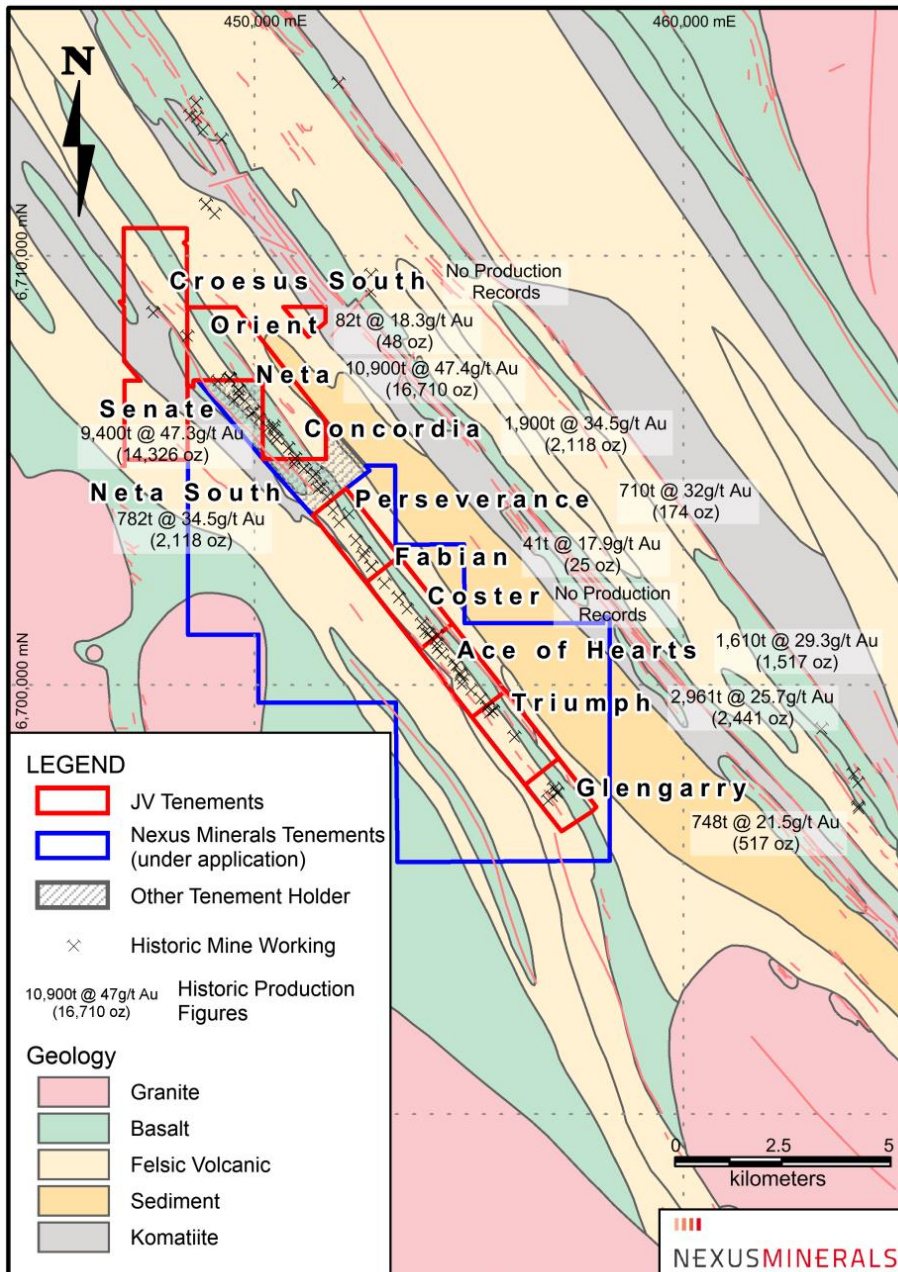 450,000 mE
460,000 mE
N
6,710,000 mN
6,700,000 mN
Croesus South
No Production
Records
Orient
82t @ 18.3g/t Au
(48 oz)
Neta
10,900t @ 47.4g/t Au
(16,710 oz)
Senate
9,400t @ 47.3g/t Au
(14,326 oz)
Concordia
1,900t @ 34.5g/t Au
(2,118 oz)
Neta South
782t @ 34.5g/t Au
(2,118 oz)
Perseverance
710t @ 32g/t Au
(174 oz)
Fabian
41t @ 17.9g/t Au
(25 oz)
Coster
No Production
Records
Ace of Hearts
1,610t @ 29.3g/t Au
(1,517 oz)
Triumph
2,961t @ 25.7g/t Au
(2,441 oz)
Glengarry
748t @ 21.5g/t Au
(517 oz)
LEGEND
JV Tenements
Nexus Minerals Tenements
(under application)
Other Tenement Holder
Historic Mine Working
10,900t @ 47g/t Au
(16,710 oz)
Historic Production
Figures
Geology
Granite
Basalt
Felsic Volcanic
Sediment
Komatiite
0 2.5 5
kilometers
NEXUSMINERALS